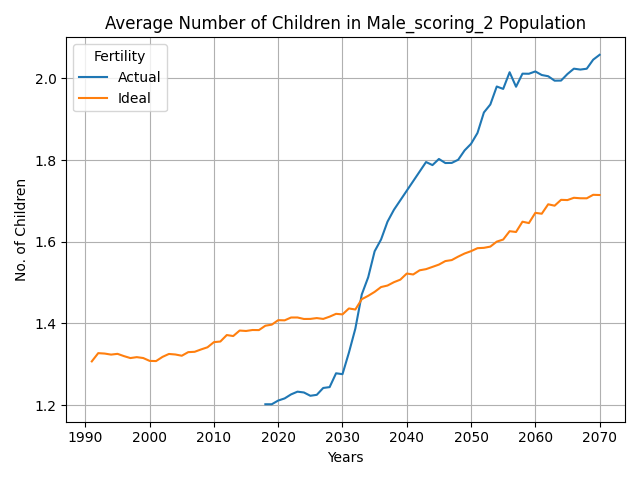 Average Number of Children in Male_scoring_2 Population
Fertility
Actual
Ideal
No. of Children
2.0
1.8
1.6
1.4
1.2
1990 2000 2010 2020 2030 2040 2050 2060 2070
Years